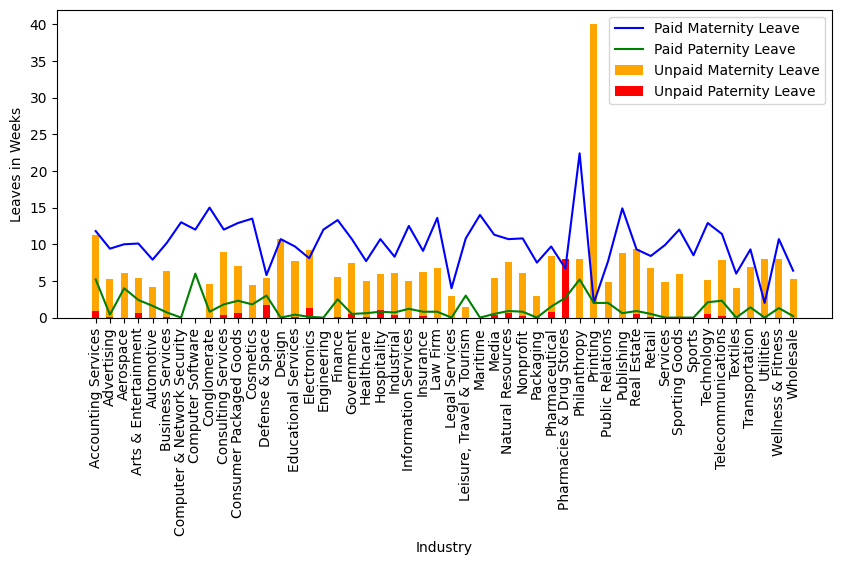 40
35
30
25
20
15
10
5
0
Leaves in Weeks
Paid Maternity Leave
Paid Paternity Leave
Unpaid Maternity Leave
Unpaid Paternity Leave
Accounting Services
Advertising
Aerospace
Arts & Entertainment
Automotive
Business Services
Computer & Network Security
Computer Software
Conglomerate
Consulting Services
Consumer Packaged Goods
Cosmetics
Defense & Space
Design
Educational Services
Electronics
Engineering
Finance
Government
Healthcare
Hospitality
Industrial
Information Services
Insurance
Law Firm
Legal Services
Leisure, Travel & Tourism
Maritime
Media
Natural Resources
Nonprofit
Packaging
Pharmaceutical
Pharmacies & Drug Stores
Philanthropy
Printing
Public Relations
Publishing
Real Estate
Retail
Services
Sporting Goods
Sports
Technology
Telecommunications
Textiles
Transportation
Utilities
Wellness & Fitness
Wholesale
Industry